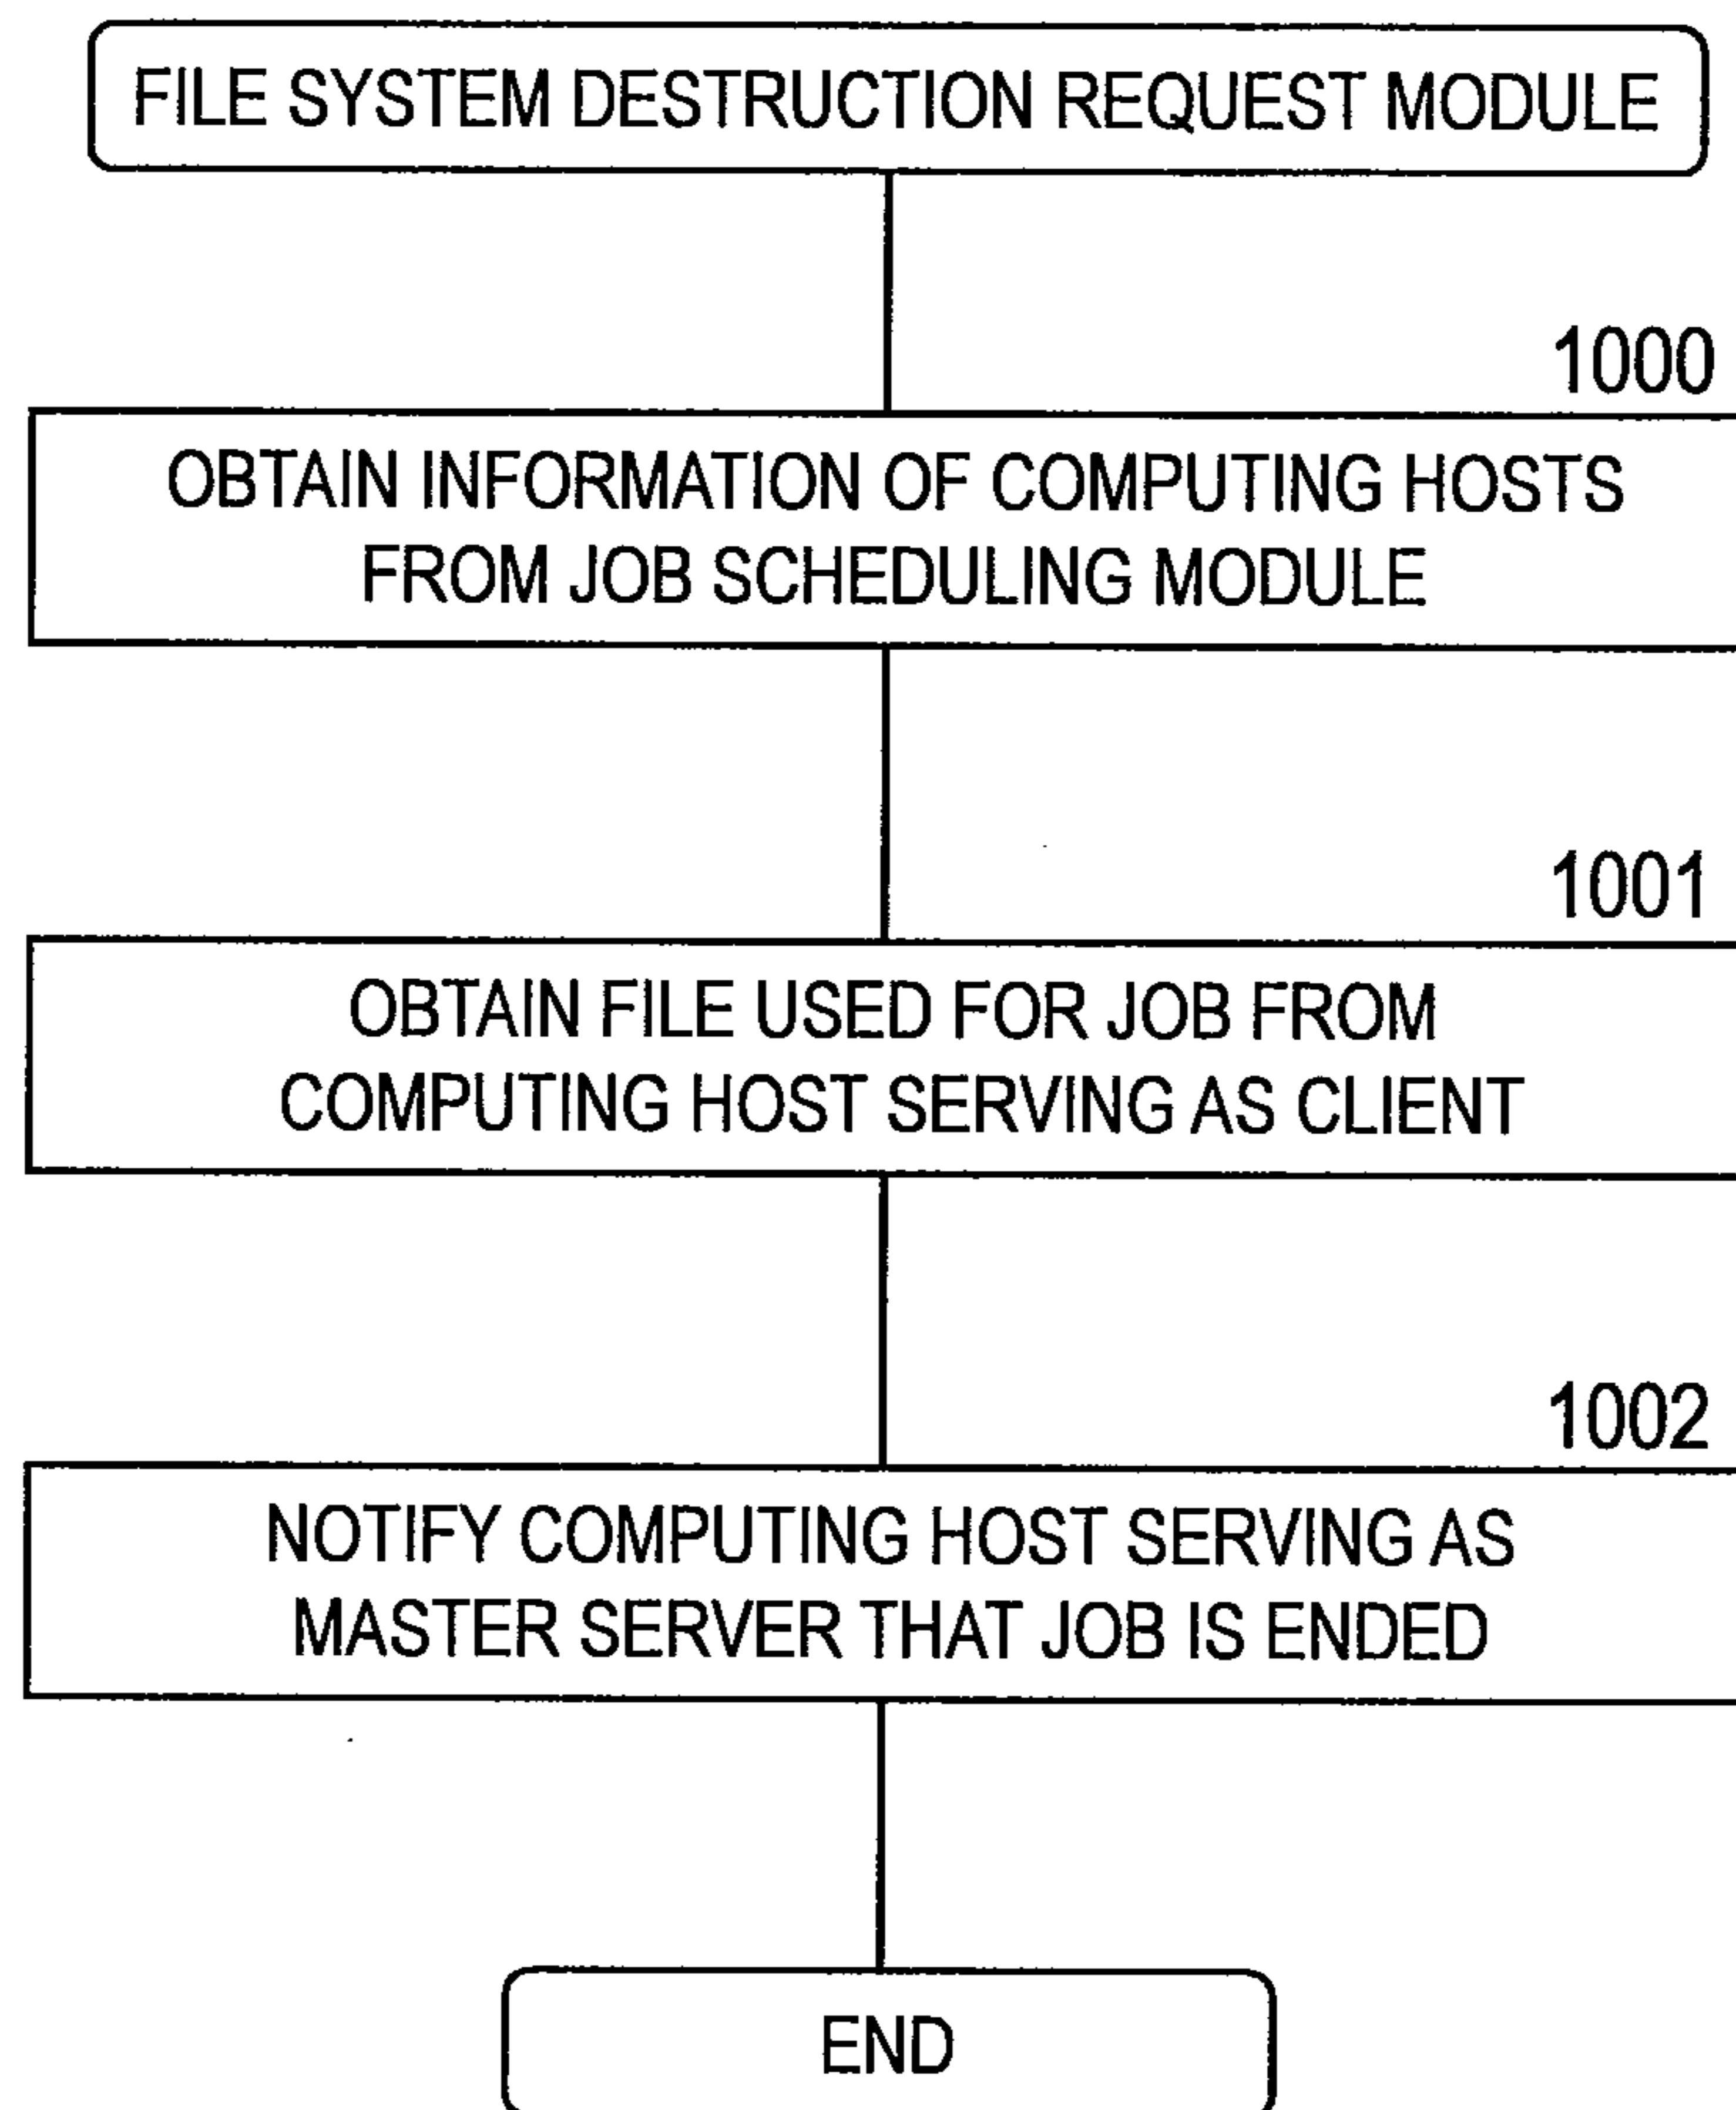 FILE SYSTEM DESTRUCTION REQUEST MODULE
1000
OBTAIN INFORMATION OF COMPUTING HOSTS
FROM JOB SCHEDULING MODULE
1001
OBTAIN FILE USED FOR JOB FROM
COMPUTING HOST SERVING AS CLIENT
1002
NOTIFY COMPUTING HOST SERVING AS
MASTER SERVER THAT JOB IS ENDED
END